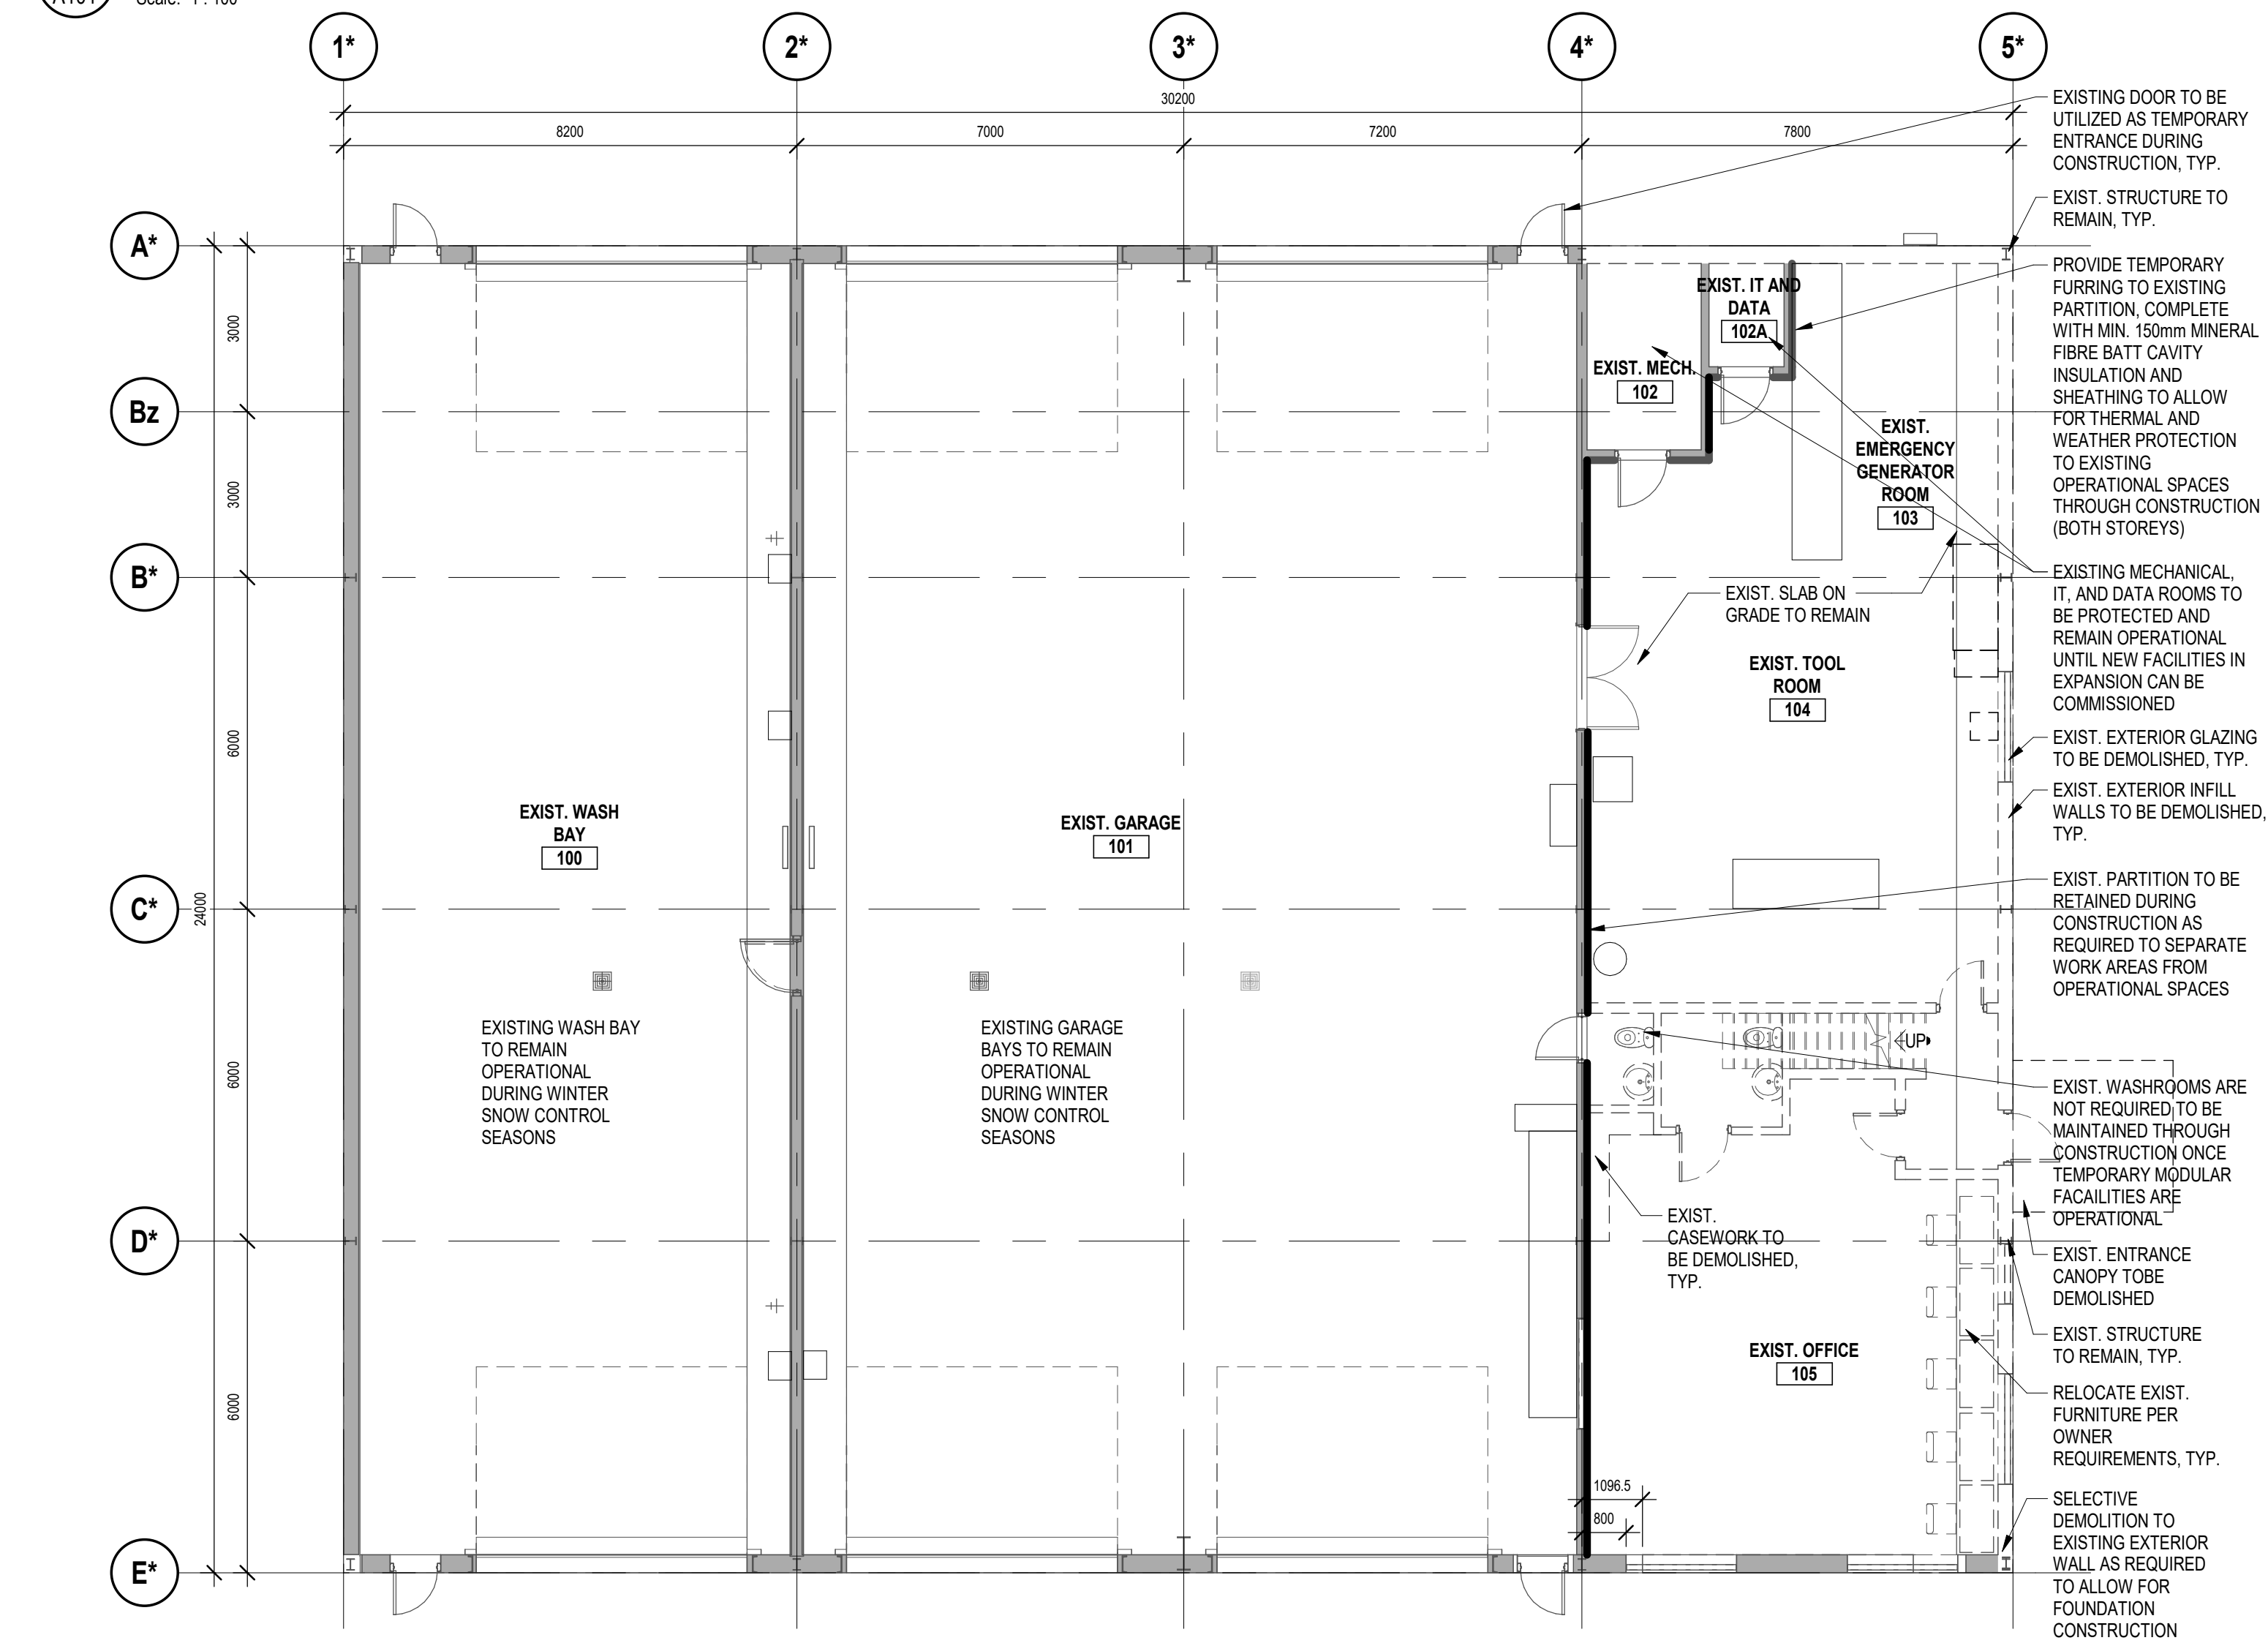 Scale: 1 : 100
1*
2*
3*
4*
5*
30200
8200
7000
7200
7800
A*
Bz
B*
C*
D*
E*
3000
3000
6000
24000
6000
6000
EXIST. WASH
BAY
100
EXISTING WASH BAY
TO REMAIN
OPERATIONAL
DURING WINTER
SNOW CONTROL
SEASONS
EXIST. GARAGE
101
EXISTING GARAGE
BAYS TO REMAIN
OPERATIONAL
DURING WINTER
SNOW CONTROL
SEASONS
EXIST. IT AND
DATA
102A
EXIST. MECH.
102
EXIST.
EMERGENCY
GENERATOR
ROOM
103
EXIST. SLAB ON
GRADE TO REMAIN
EXIST. TOOL
ROOM
104
UP
EXIST.
CASEWORK TO
BE DEMOLISHED,
TYP.
EXIST. OFFICE
105
1096.5
800
EXISTING DOOR TO BE
UTILIZED AS TEMPORARY
ENTRANCE DURING
CONSTRUCTION, TYP.
EXIST. STRUCTURE TO
REMAIN, TYP.
PROVIDE TEMPORARY
FURRING TO EXISTING
PARTITION, COMPLETE
WITH MIN. 150mm MINERAL
FIBRE BATT CAVITY
INSULATION AND
SHEATHING TO ALLOW
FOR THERMAL AND
WEATHER PROTECTION
TO EXISTING
OPERATIONAL SPACES
THROUGH CONSTRUCTION
(BOTH STOREYS)
EXISTING MECHANICAL,
IT, AND DATA ROOMS TO
BE PROTECTED AND
REMAIN OPERATIONAL
UNTIL NEW FACILITIES IN
EXPANSION CAN BE
COMMISSIONED
EXIST. EXTERIOR GLAZING
TO BE DEMOLISHED, TYP.
EXIST. EXTERIOR INFILL
WALLS TO BE DEMOLISHED,
TYP.
EXIST. PARTITION TO BE
RETAINED DURING
CONSTRUCTION AS
REQUIRED TO SEPARATE
WORK AREAS FROM
OPERATIONAL SPACES
EXIST. WASHROOMS ARE
NOT REQUIRED TO BE
MAINTAINED THROUGH
CONSTRUCTION ONCE
TEMPORARY MODULAR
FACAILITIES ARE
OPERATIONAL
EXIST. ENTRANCE
CANOPY TOBE
DEMOLISHED
EXIST. STRUCTURE
TO REMAIN, TYP.
RELOCATE EXIST.
FURNITURE PER
OWNER
REQUIREMENTS, TYP.
SELECTIVE
DEMOLITION TO
EXISTING EXTERIOR
WALL AS REQUIRED
TO ALLOW FOR
FOUNDATION
CONSTRUCTION